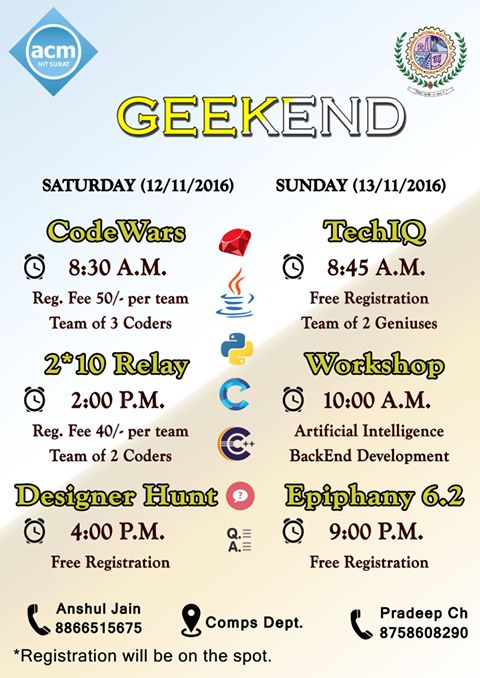 acm
NIT SURAT
GEEKEND
SATURDAY (12/11/2016)
CodeWars
8:30 A.M.
Reg. Fee 50/- per team
Team of 3 Coders
2*10 Relay
2:00 P.M.
Reg. Fee 40/- per team
Team of 2 Coders
Designer Hunt
4:00 P.M.
Free Registration
SUNDAY (13/11/2016)
TechIQ
8:45 A.M.
Free Registration
Team of 2 Geniuses
Workshop
10:00 A.M.
Artificial Intelligence
BackEnd Development
Epiphany 6.2
9:00 P.M.
Free Registration
C
C++
?
Q.
A.
Anshul Jain
8866515675
Comps Dept.
Pradeep Ch
8758608290
*Registration will be on the spot.